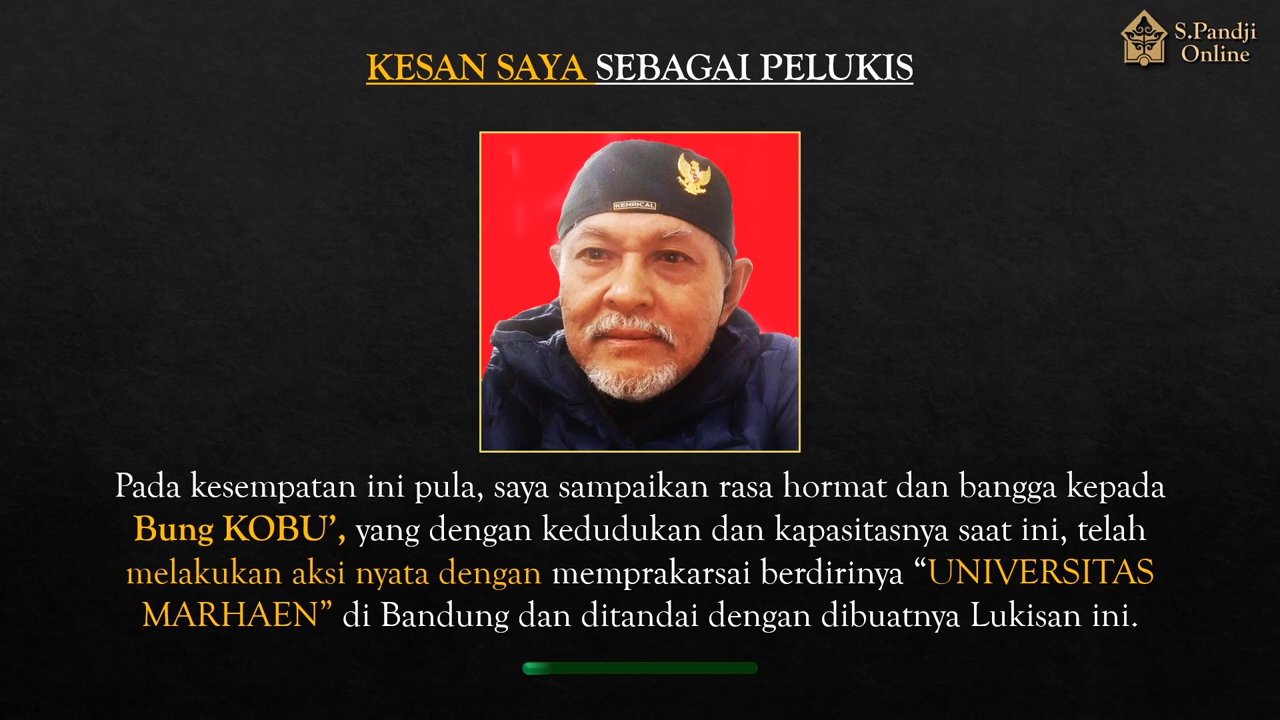 S.Pandji
Online
KESAN SAYA SEBAGAI PELUKIS
KENRICAL
Pada kesempatan ini pula, saya sampaikan rasa hormat dan bangga kepada
Bung KOBU’, yang dengan kedudukan dan kapasitasnya saat ini, telah
melakukan aksi nyata dengan memprakarsai berdirinya “UNIVERSITAS
MARHAEN” di Bandung dan ditandai dengan dibuatnya Lukisan ini.